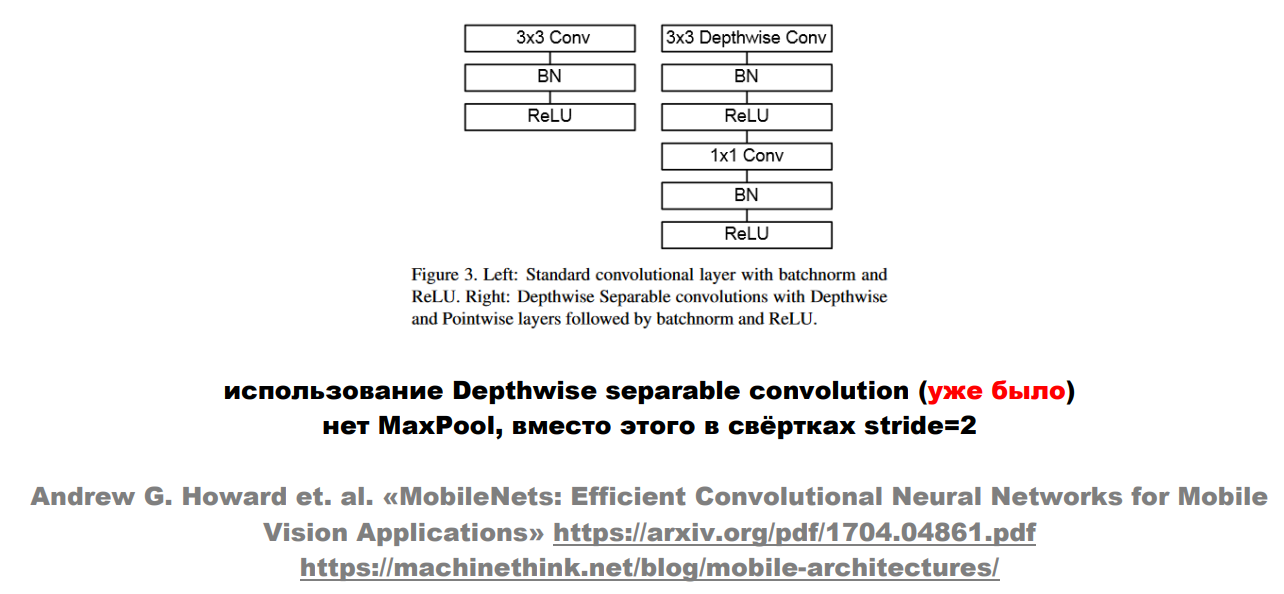 3x3 Conv
BN
ReLU
3x3 Depthwise Conv
BN
ReLU
1x1 Conv
BN
ReLU
Figure 3. Left: Standard convolutional layer with batchnorm and
ReLU. Right: Depthwise Separable convolutions with Depthwise
and Pointwise layers followed by batchnorm and ReLU.
использование Depthwise separable convolution (уже было)
нет MaxPool, вместо этого в свёртках stride=2
Andrew G. Howard et. al. «MobileNets: Efficient Convolutional Neural Networks for Mobile
Vision Applications» https://arxiv.org/pdf/1704.04861.pdf
https://machinethink.net/blog/mobile-architectures/